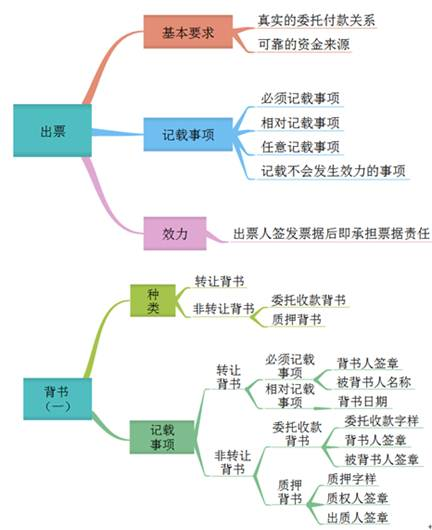 出票
基本要求
真实的委托付款关系
可靠的资金来源
记载事项
必须记载事项
相对记载事项
任意记载事项
记载不会发生效力的事项
效力
出票人签发票据后即承担票据责任
背书
（一）
种
类
转让背书
非转让背书
委托收款背书
质押背书
记载
事项
转让
背书
必须记载
事项
背书人签章
被背书人名称
相对记载
事项
背书日期
非转让
背书
委托收款
背书
委托收款字样
背书人签章
被背书人签章
质押
背书
质押字样
质权人签章
出质人签章